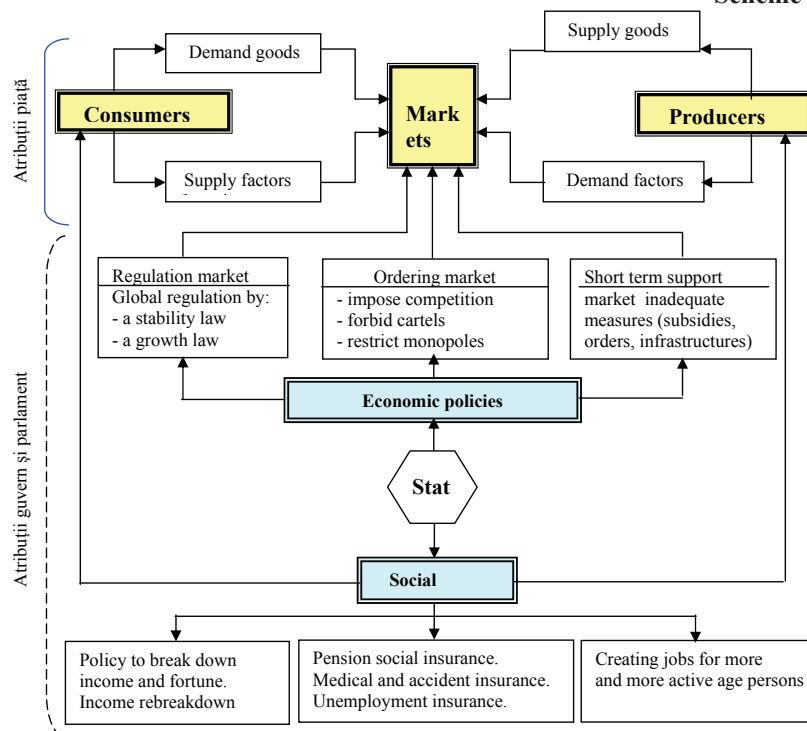 Demand goods
Supply goods
Consumers
Mark
ets
Producers
Supply factors
Demand factors
Atribuţii piaţă
Regulation market
Global regulation by:
- a stability law
- a growth law
Ordering market
- impose competition
- forbid cartels
- restrict monopoles
Short term support
market inadequate
measures (subsidies,
orders, infrastructures)
Economic policies
Stat
Social
Atribuţii guvern şi parlament
Policy to break down
income and fortune.
Income rebreakdown
Pension social insurance.
Medical and accident insurance.
Unemployment insurance.
Creating jobs for more
and more active age persons